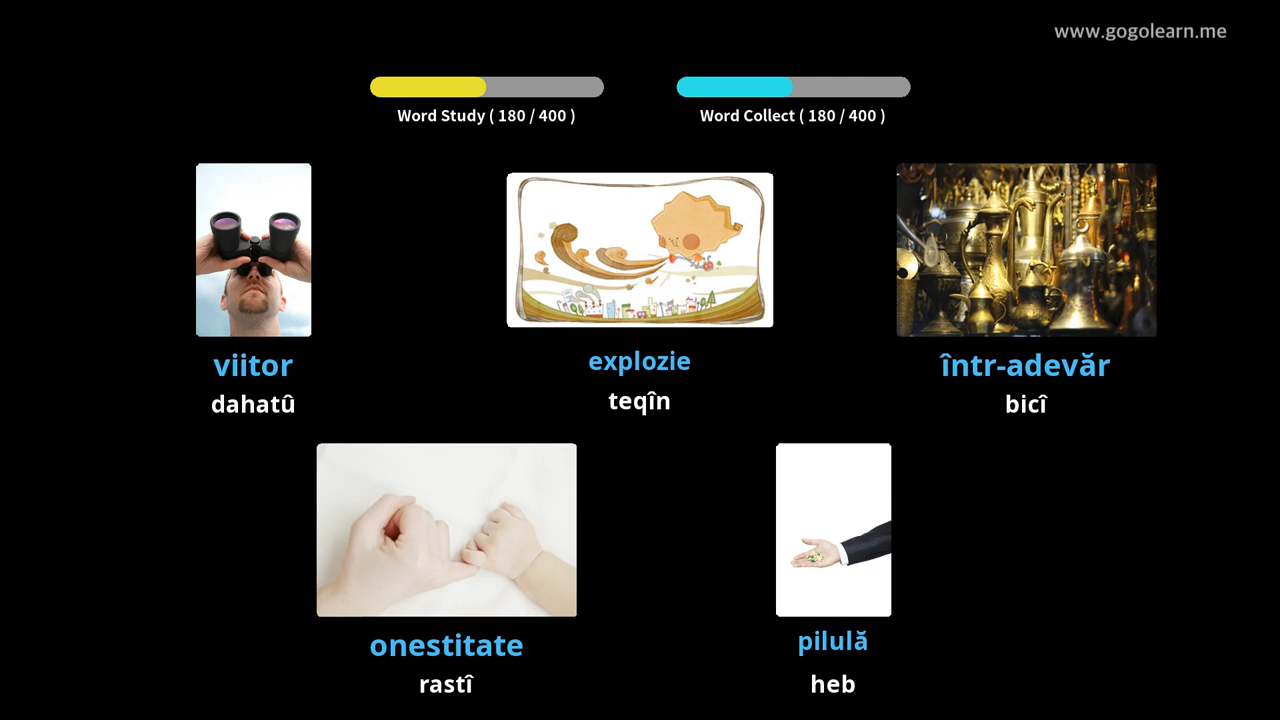 www.gogolearn.me
Word Study ( 180 / 400 )
Word Collect ( 180 / 400 )
viitor
dahatû
explozie
teqîn
într-adevăr
bicî
onestitate
rastî
pilulă
heb